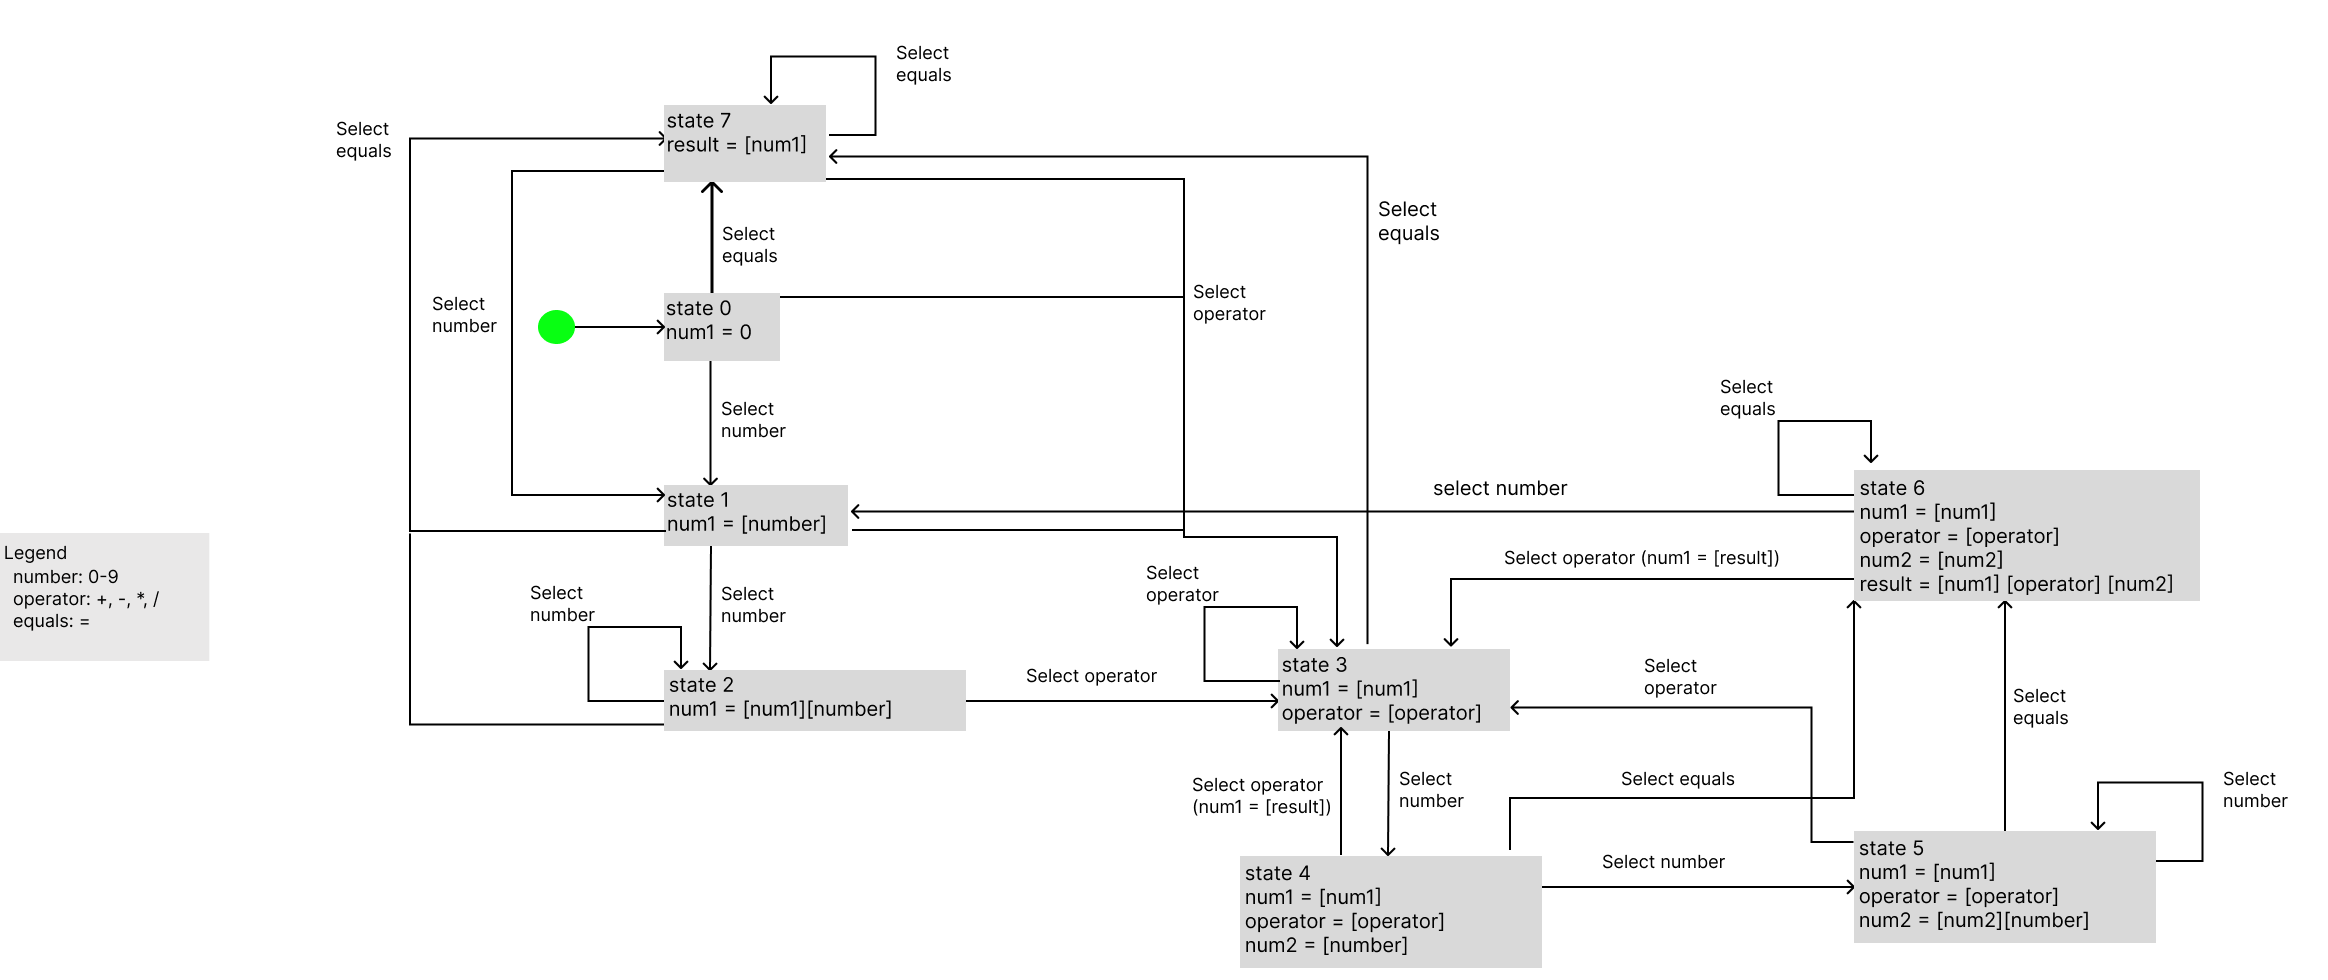 Select
equals
state 7
result = [num1]
Select
equals
Select
equals
Select
equals
Select
number
state 0
num1 = 0
Select
operator
Select
number
Select
equals
select number
state 1
num1 = [number]
state 6
num1 = [num1]
operator = [operator]
num2 = [num2]
result = [num1] [operator] [num2]
Legend
number: 0-9
operator: +, -, *, /
equals: =
Select operator (num1 = [result])
Select
number
Select
number
Select
operator
state 2
num1 = [num1][number]
Select operator
state 3
num1 = [num1]
operator = [operator]
Select
operator
Select
equals
Select operator
(num1 = [result])
Select
number
Select equals
Select
number
state 4
num1 = [num1]
operator = [operator]
num2 = [number]
Select number
state 5
num1 = [num1]
operator = [operator]
num2 = [num2][number]